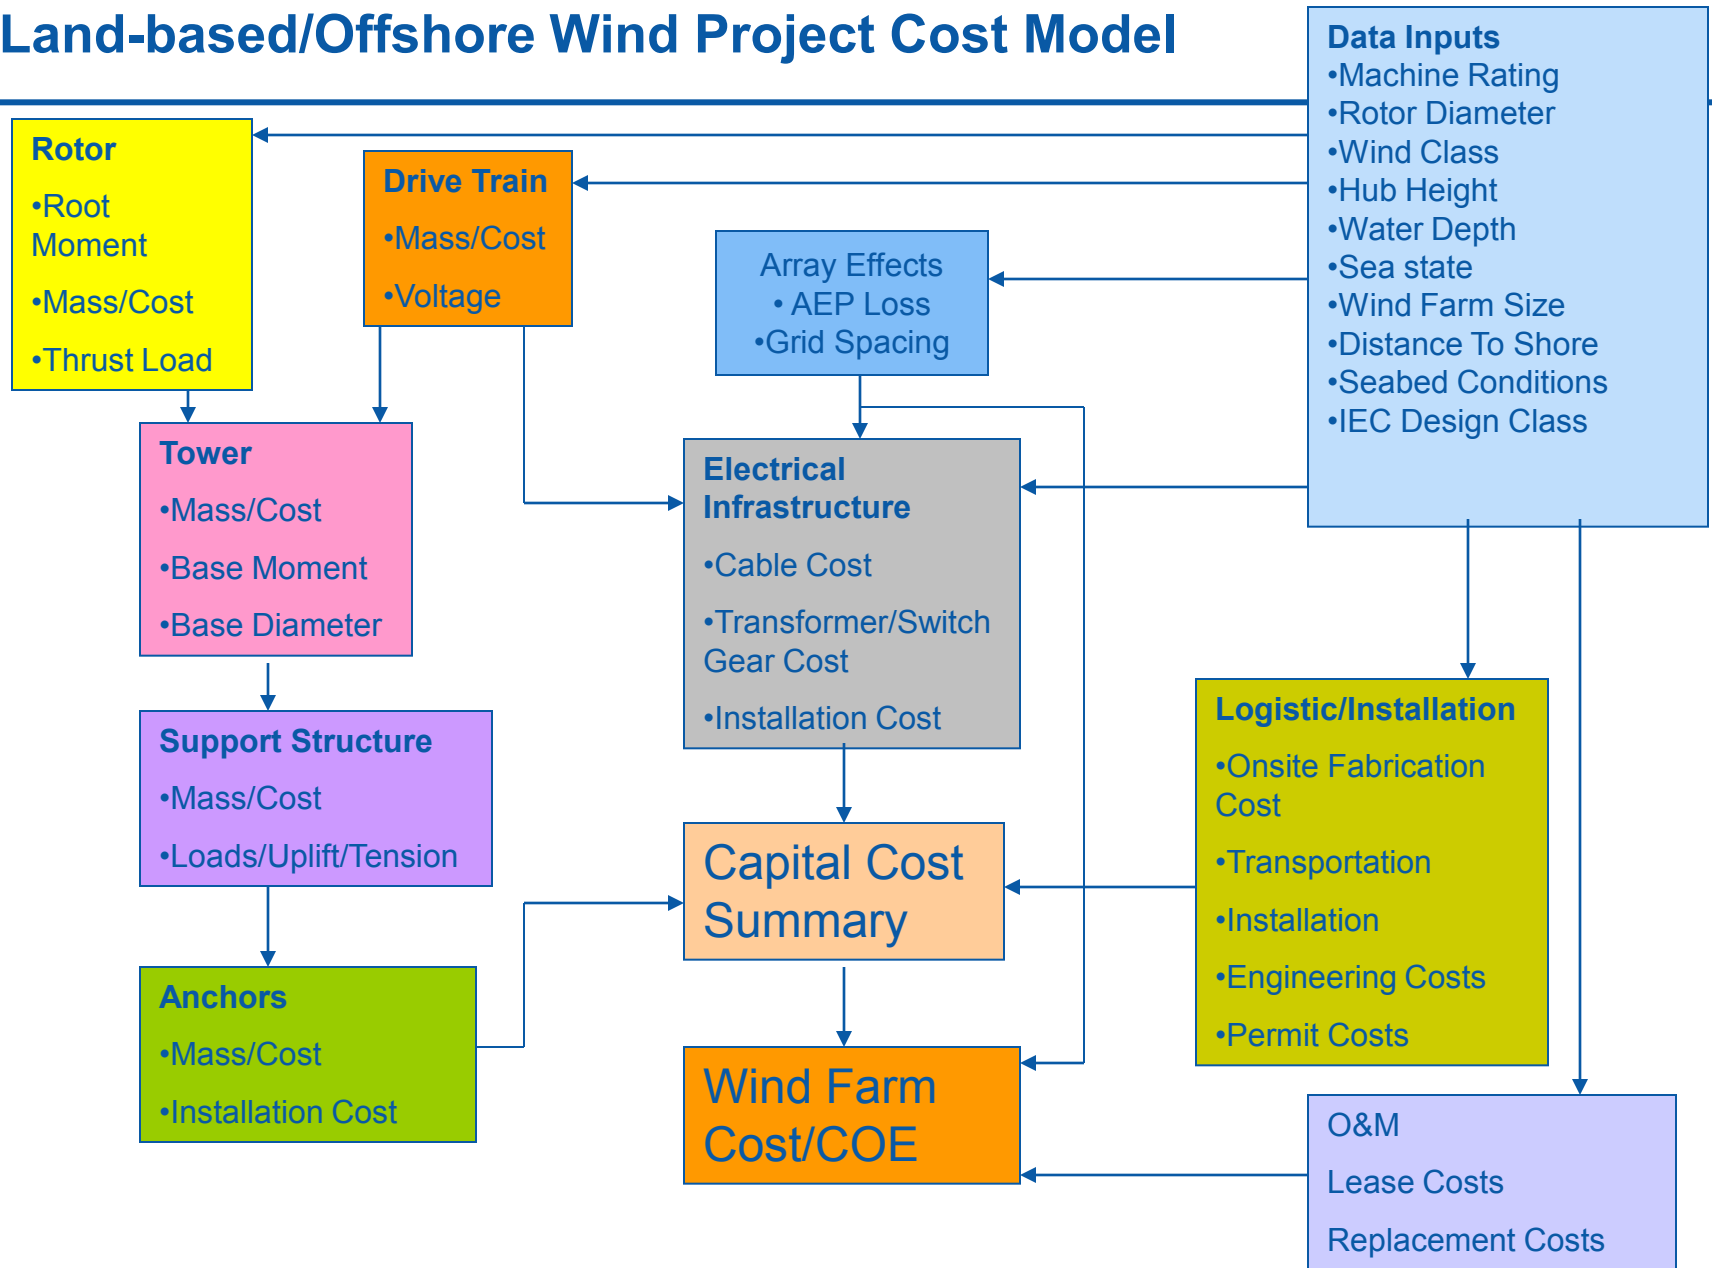 Land-based/Offshore Wind Project Cost Model
Data Inputs
•Machine Rating
•Rotor Diameter
•Wind Class
•Hub Height
•Water Depth
•Sea state
•Wind Farm Size
•Distance To Shore
•Seabed Conditions
•IEC Design Class
Rotor
•Root
Moment
•Mass/Cost
•Thrust Load
Drive Train
•Mass/Cost
•Voltage
Array Effects
• AEP Loss
•Grid Spacing
Tower
•Mass/Cost
•Base Moment
•Base Diameter
Electrical
Infrastructure
•Cable Cost
•Transformer/Switch
Gear Cost
•Installation Cost
Support Structure
•Mass/Cost
•Loads/Uplift/Tension
Logistic/Installation
•Onsite Fabrication
Cost
•Transportation
•Installation
•Engineering Costs
•Permit Costs
Capital Cost
Summary
Anchors
•Mass/Cost
•Installation Cost
Wind Farm
Cost/COE
O&M
Lease Costs
Replacement Costs